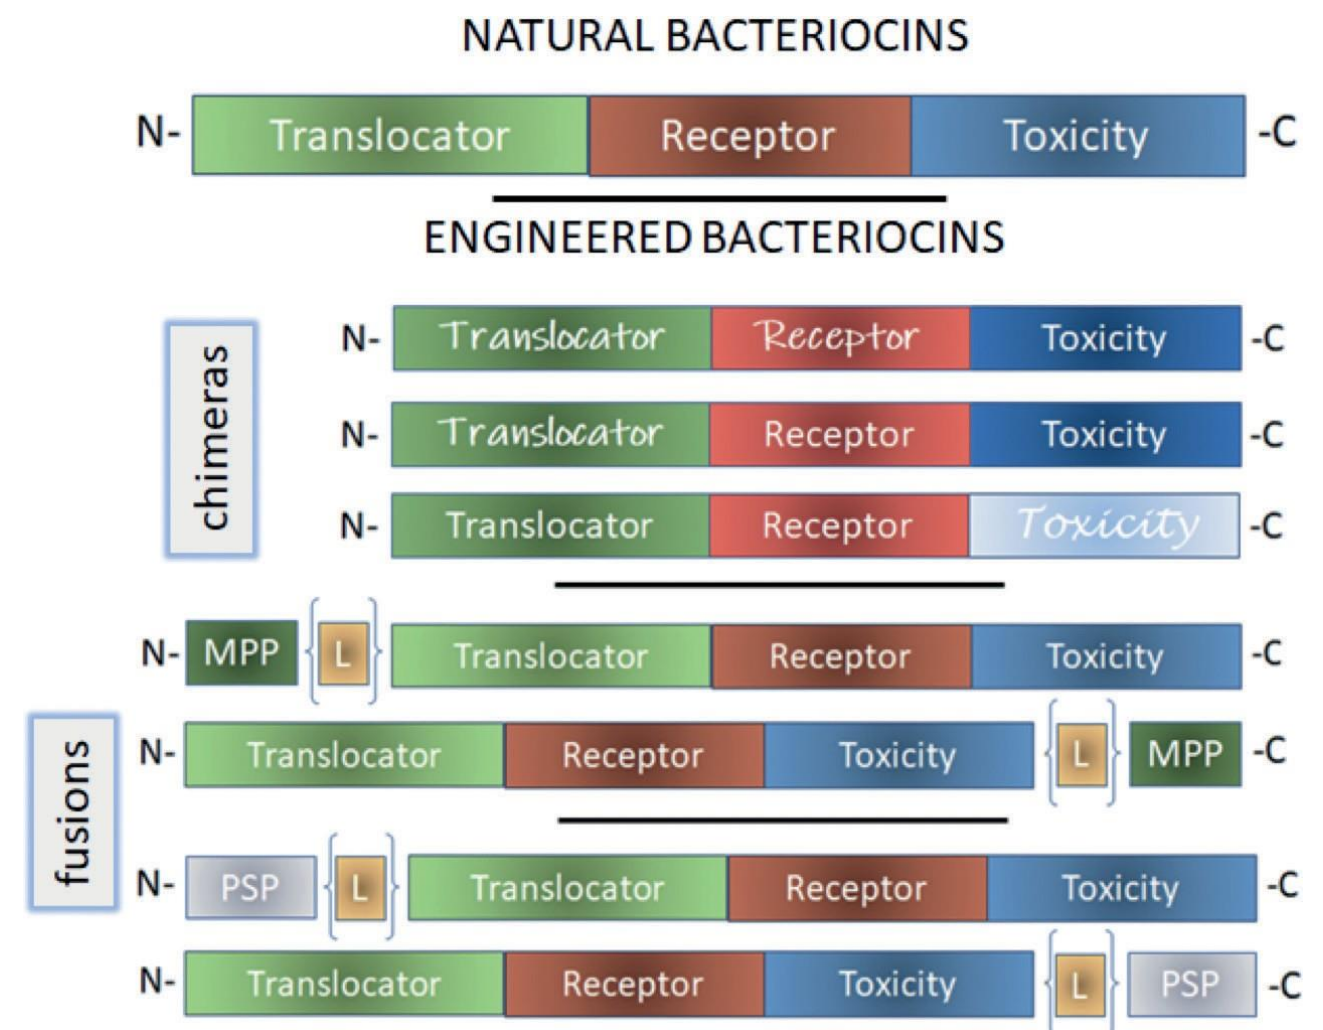 NATURAL BACTERIOCINS
N- Translocator Receptor Toxicity -C
ENGINEERED BACTERIOCINS
chimeras
N- Translocator Receptor Toxicity -C
N- Translocator Receptor Toxicity -C
N- Translocator Receptor Toxicity -C
fusions
N- MPP { L } Translocator Receptor Toxicity -C
N- Translocator Receptor Toxicity { L } MPP -C
N- PSP { L } Translocator Receptor Toxicity -C
N- Translocator Receptor Toxicity { L } PSP -C